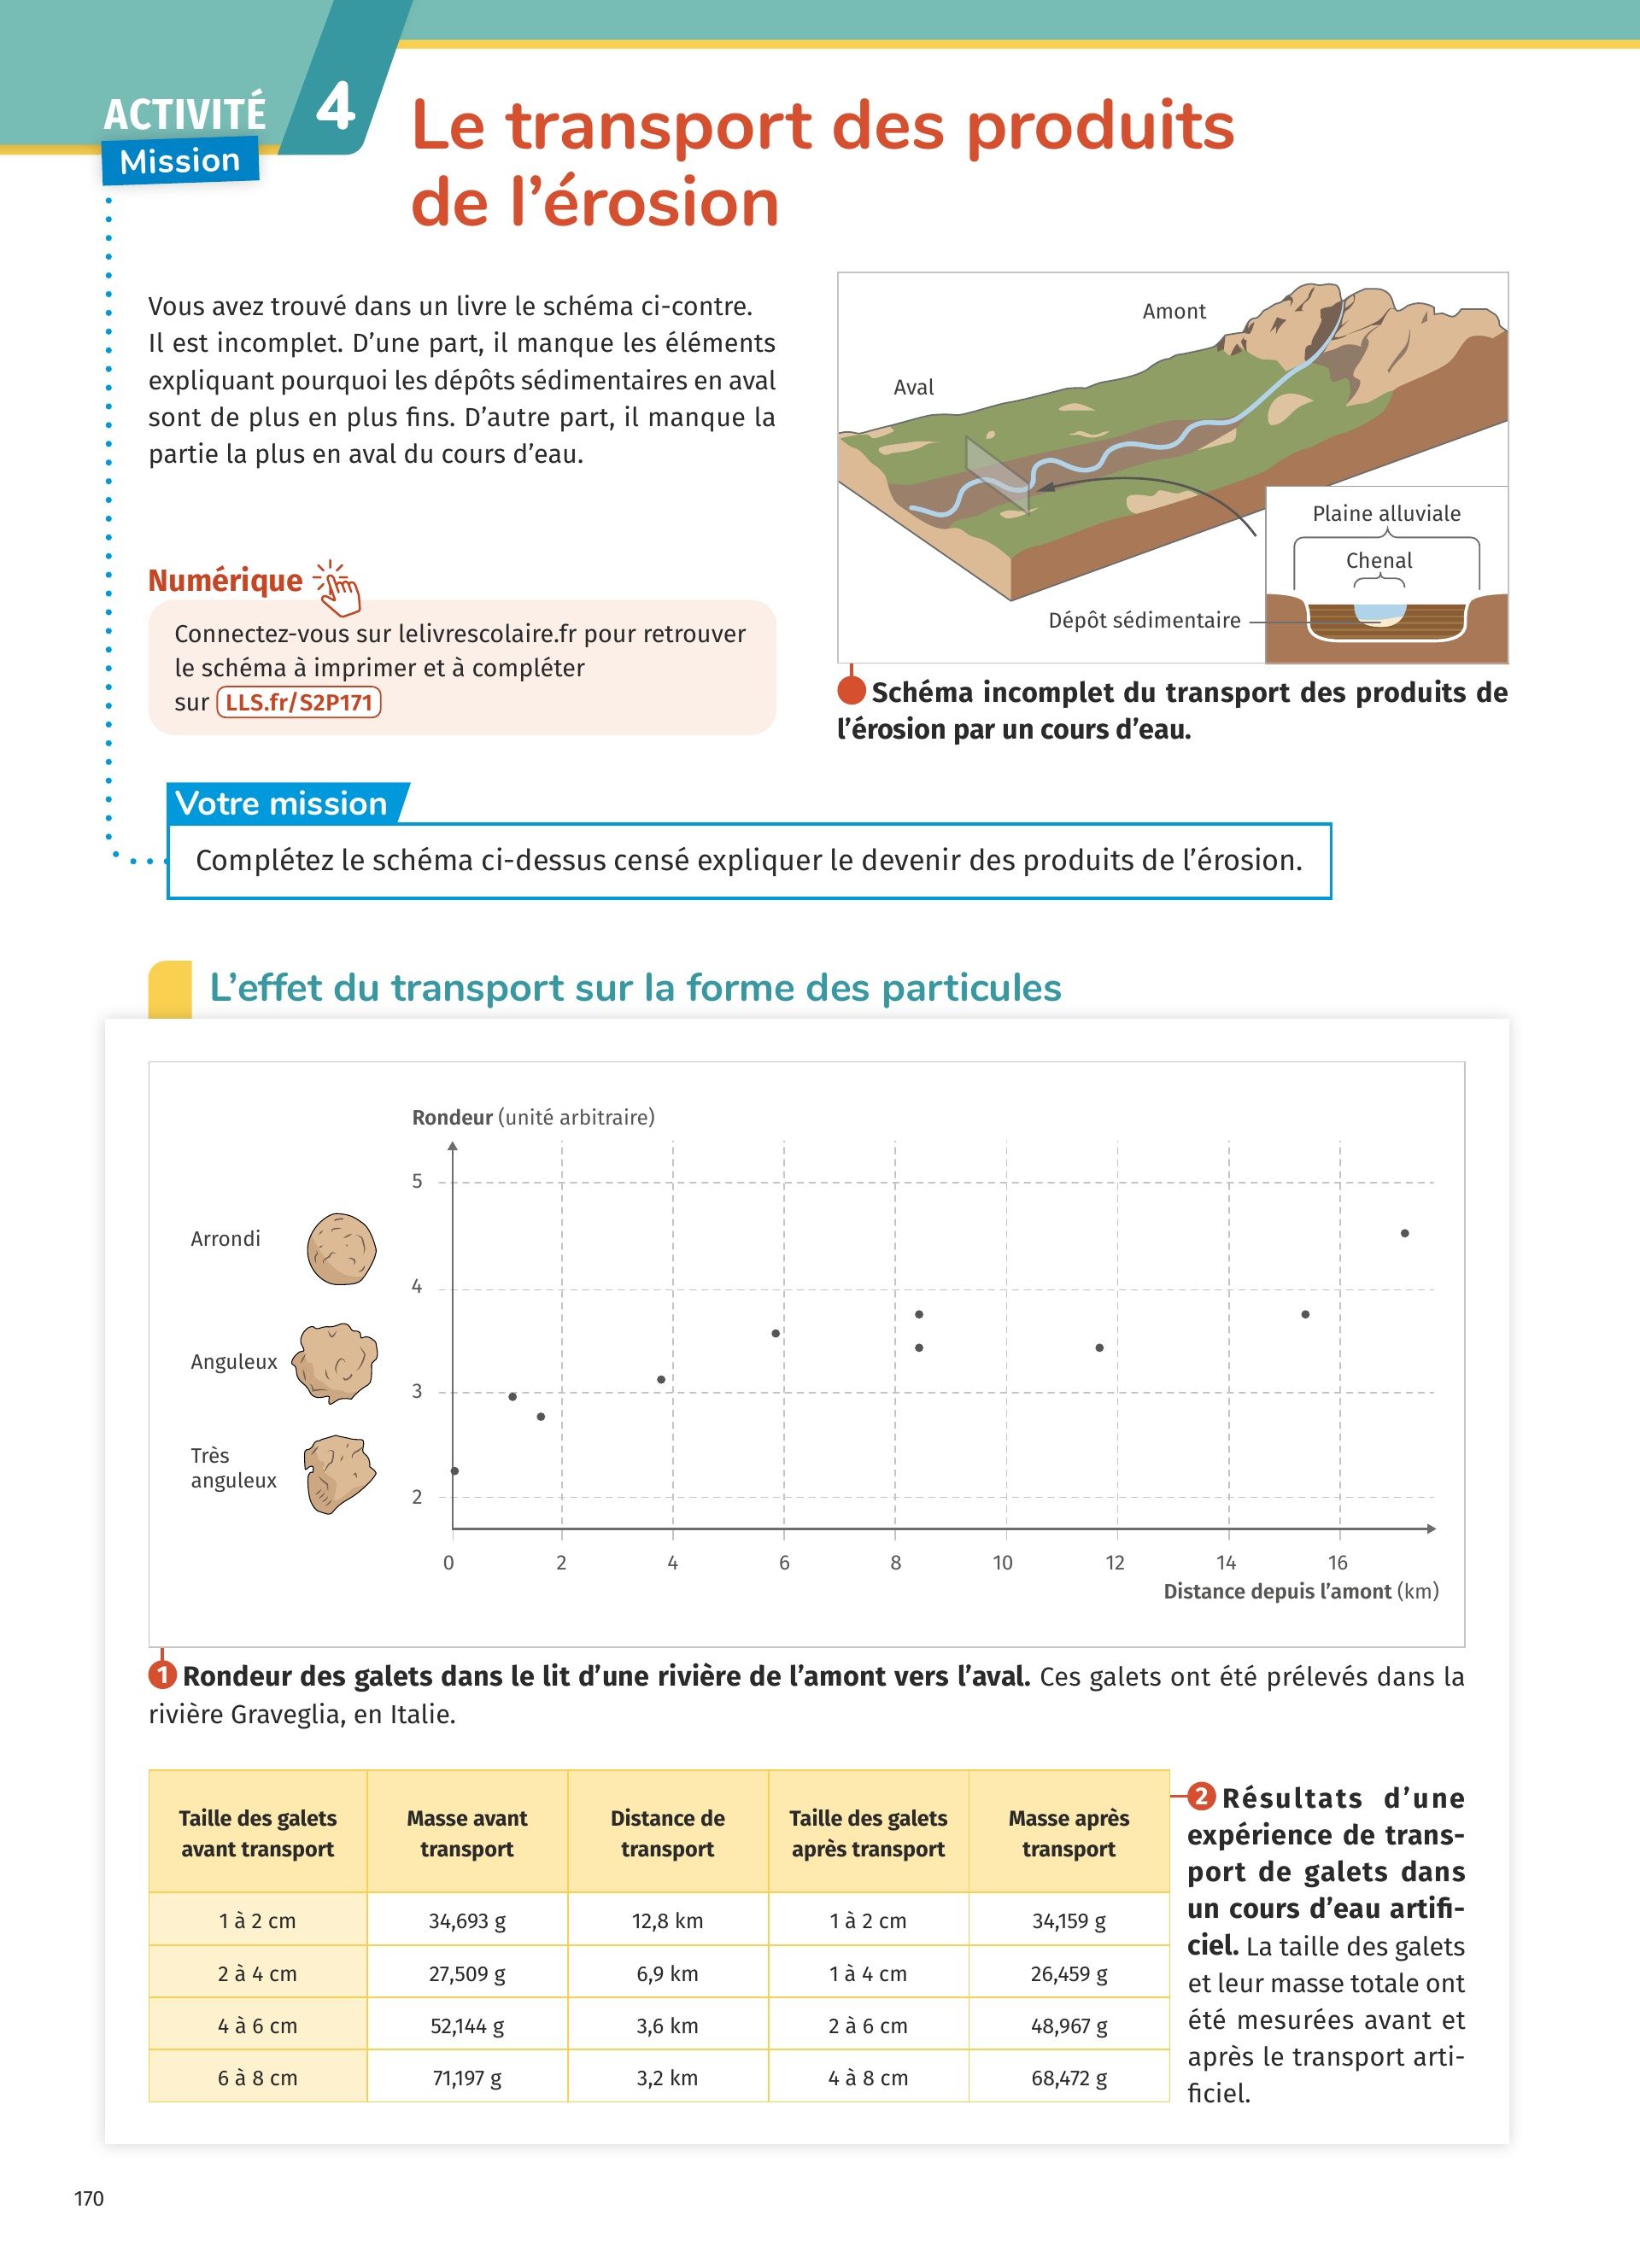 ACTIVITÉ 4
Mission
Le transport des produits
de l’érosion
Vous avez trouvé dans un livre le schéma ci-contre.
Il est incomplet. D’une part, il manque les éléments
expliquant pourquoi les dépôts sédimentaires en aval
sont de plus en plus fins. D’autre part, il manque la
partie la plus en aval du cours d’eau.
Numérique
Connectez-vous sur lelivrescolaire.fr pour retrouver
le schéma à imprimer et à compléter
sur LLS.fr/S2P171
Amont
Aval
Plaine alluviale
Chenal
Dépôt sédimentaire
Schéma incomplet du transport des produits de
l’érosion par un cours d’eau.
Votre mission
Complétez le schéma ci-dessus censé expliquer le devenir des produits de l’érosion.
L’effet du transport sur la forme des particules
Rondeur (unité arbitraire)
5
Arrondi
4
Anguleux
3
Très
anguleux
2
0 2 4 6 8 10 12 14 16
Distance depuis l’amont (km)
1 Rondeur des galets dans le lit d’une rivière de l’amont vers l’aval. Ces galets ont été prélevés dans la
rivière Graveglia, en Italie.
Taille des galets avant transport Masse avant transport Distance de transport Taille des galets après transport Masse après transport
1 à 2 cm 34,693 g 12,8 km 1 à 2 cm 34,159 g
2 à 4 cm 27,509 g 6,9 km 1 à 4 cm 26,459 g
4 à 6 cm 52,144 g 3,6 km 2 à 6 cm 48,967 g
6 à 8 cm 71,197 g 3,2 km 4 à 8 cm 68,472 g
2 Résultats d’une
expérience de trans-
port de galets dans
un cours d’eau artifi-
ciel. La taille des galets
et leur masse totale ont
été mesurées avant et
après le transport arti-
ficiel.
170